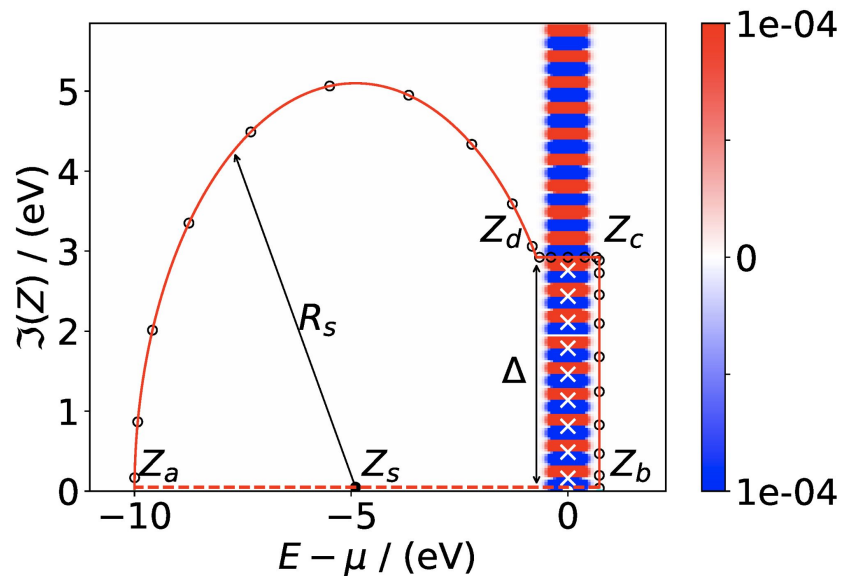 1e-04
0
1e-04
5
4
3
2
1
0
ℑ(Z) / (eV)
Z_d
Z_c
R_s
Δ
Z_a
Z_s
Z_b
−10
−5
0
E − μ / (eV)